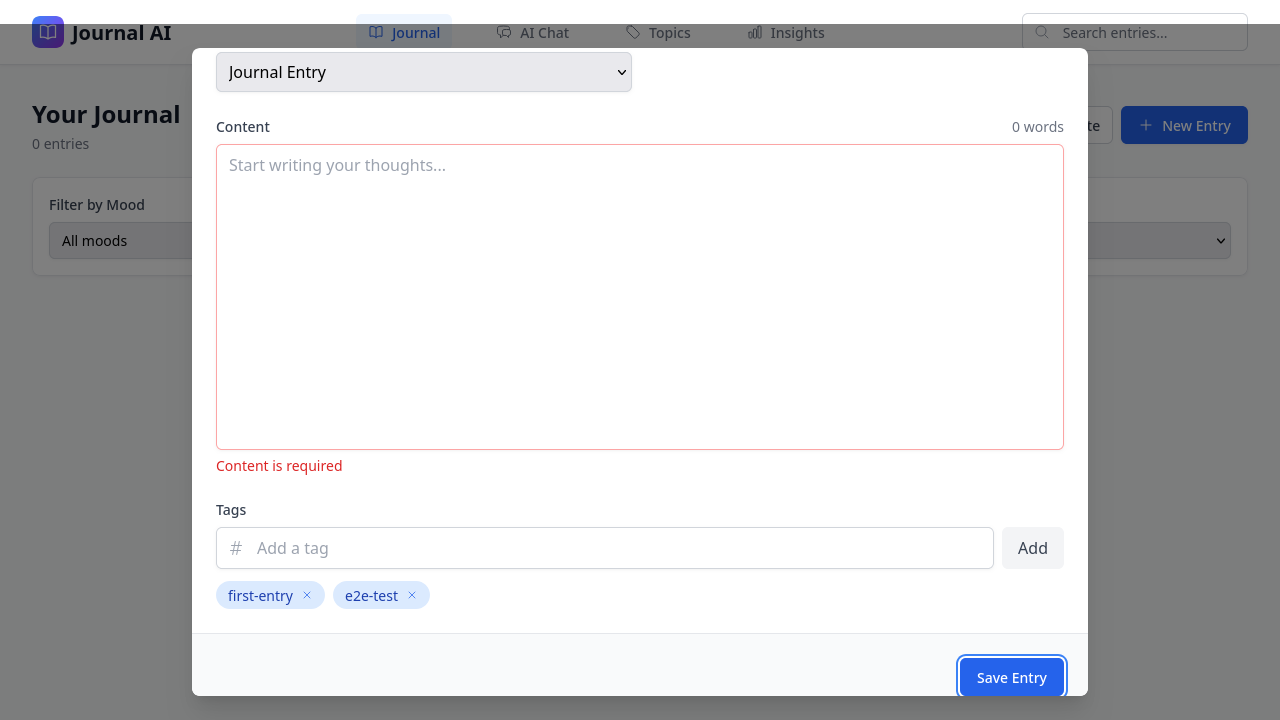 Journal AI
Journal
AI Chat
Topics
Insights
Search entries...
Your Journal
0 entries
New Entry
Filter by Mood
All moods
Journal Entry
Content
0 words
Start writing your thoughts...
Content is required
Tags
# Add a tag
Add
first-entry ×
e2e-test ×
Save Entry